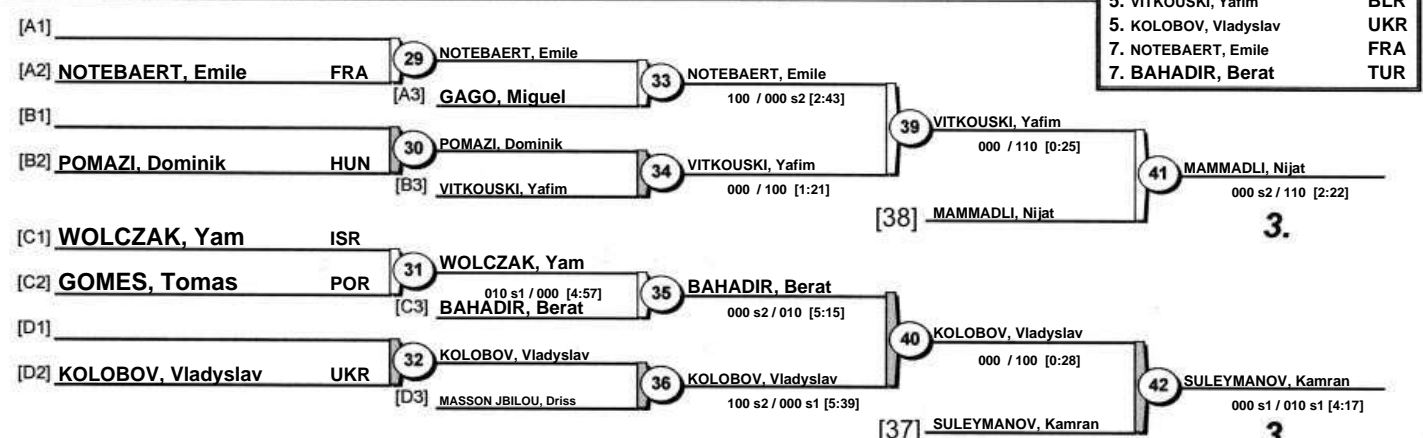 5. VITKOUSKI, Yafim BLR
5. KOLOBOV, Vladyslav UKR
7. NOTEBAERT, Emile FRA
7. BAHADIR, Berat TUR
[A1]
[A2] NOTEBAERT, Emile FRA
29
NOTEBAERT, Emile
[A3] GAGO, Miguel
33
NOTEBAERT, Emile
100 / 000 s2 [2:43]
[B1]
[B2] POMAZI, Dominik HUN
30
POMAZI, Dominik
[B3] VITKOUSKI, Yafim
34
VITKOUSKI, Yafim
000 / 100 [1:21]
39
VITKOUSKI, Yafim
000 / 110 [0:25]
[38] MAMMADLI, Nijat
41
MAMMADLI, Nijat
000 s2 / 110 [2:22]
3.
[C1] WOLCZAK, Yam ISR
[C2] GOMES, Tomas POR
31
WOLCZAK, Yam
010 s1 / 000 [4:57]
[C3] BAHADIR, Berat
35
BAHADIR, Berat
000 s2 / 010 [5:15]
[D1]
[D2] KOLOBOV, Vladyslav UKR
32
KOLOBOV, Vladyslav
[D3] MASSON JBILOU, Driss
36
KOLOBOV, Vladyslav
100 s2 / 000 s1 [5:39]
40
KOLOBOV, Vladyslav
000 / 100 [0:28]
[37] SULEYMANOV, Kamran
42
SULEYMANOV, Kamran
000 s1 / 010 s1 [4:17]
3